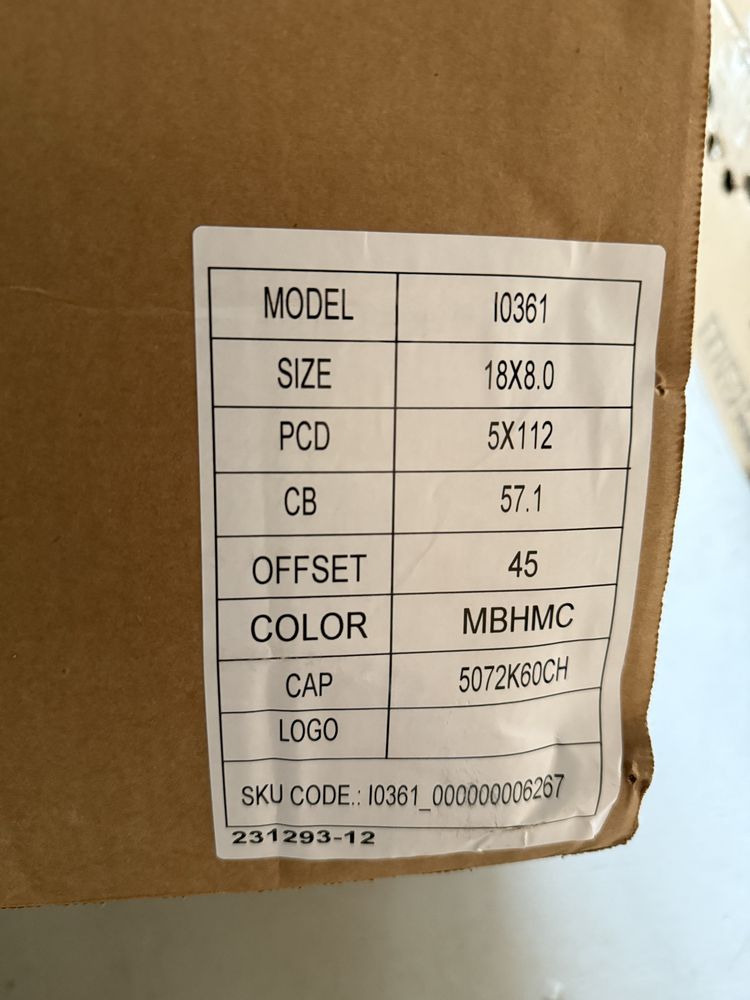 MODEL I0361
SIZE 18X8.0
PCD 5X112
CB 57.1
OFFSET 45
COLOR MBHMC
CAP 5072K60CH
LOGO
SKU CODE.: I0361_000000006267
231293-12